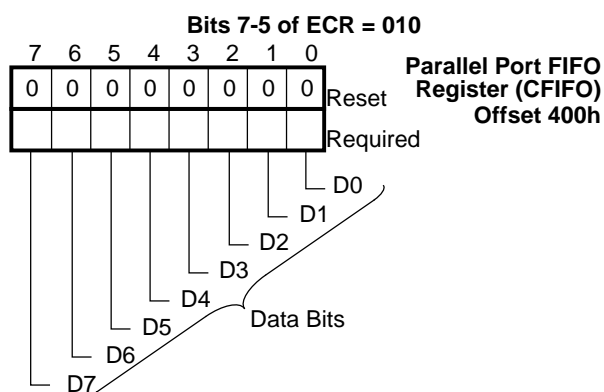 Bits 7-5 of ECR = 010
7 6 5 4 3 2 1 0
Parallel Port FIFO
Register (CFIFO)
Offset 400h
0 0 0 0 0 0 0 0 Reset
Required
D0
D1
D2
D3
D4
D5
D6
D7
Data Bits